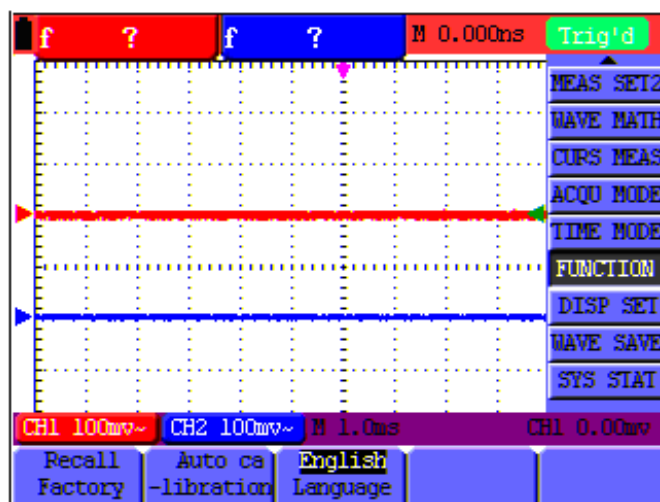 f ? f ? M 0.000ns Trig'd
MEAS SET2
WAVE MATH
CURS MEAS
ACQU MODE
TIME MODE
FUNCTION
DISP SET
WAVE SAVE
SYS STAT
CH1 100mv~ CH2 100mv~ M 1.0ms CH1 0.00mv
Recall Auto ca English
Factory -libration Language